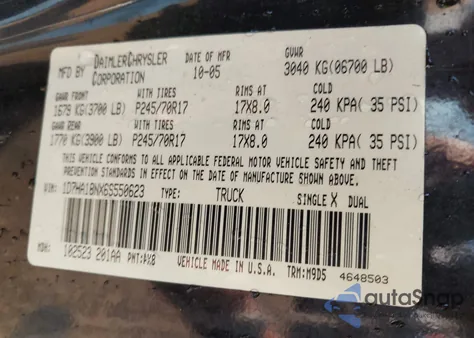 MFD BY DAIMLERCHRYSLER CORPORATION DATE OF MFR 10-05 GVWR 3040 KG(06700 LB)
GAWR FRONT WITH TIRES RIMS AT COLD
1679 KG(3700 LB) P245/70R17 17X8.0 240 KPA( 35 PSI)
GAWR REAR WITH TIRES RIMS AT COLD
1770 KG(3900 LB) P245/70R17 17X8.0 240 KPA( 35 PSI)
THIS VEHICLE CONFORMS TO ALL APPLICABLE FEDERAL MOTOR VEHICLE SAFETY AND THEFT
PREVENTION STANDARDS IN EFFECT ON THE DATE OF MANUFACTURE SHOWN ABOVE.
VIN: 1D7HA18NX6S550623 TYPE: TRUCK SINGLE X DUAL
MDH: 102523 201AA PNT: PX8 VEHICLE MADE IN U.S.A. TRM: M9D5 4648503
autoSnap